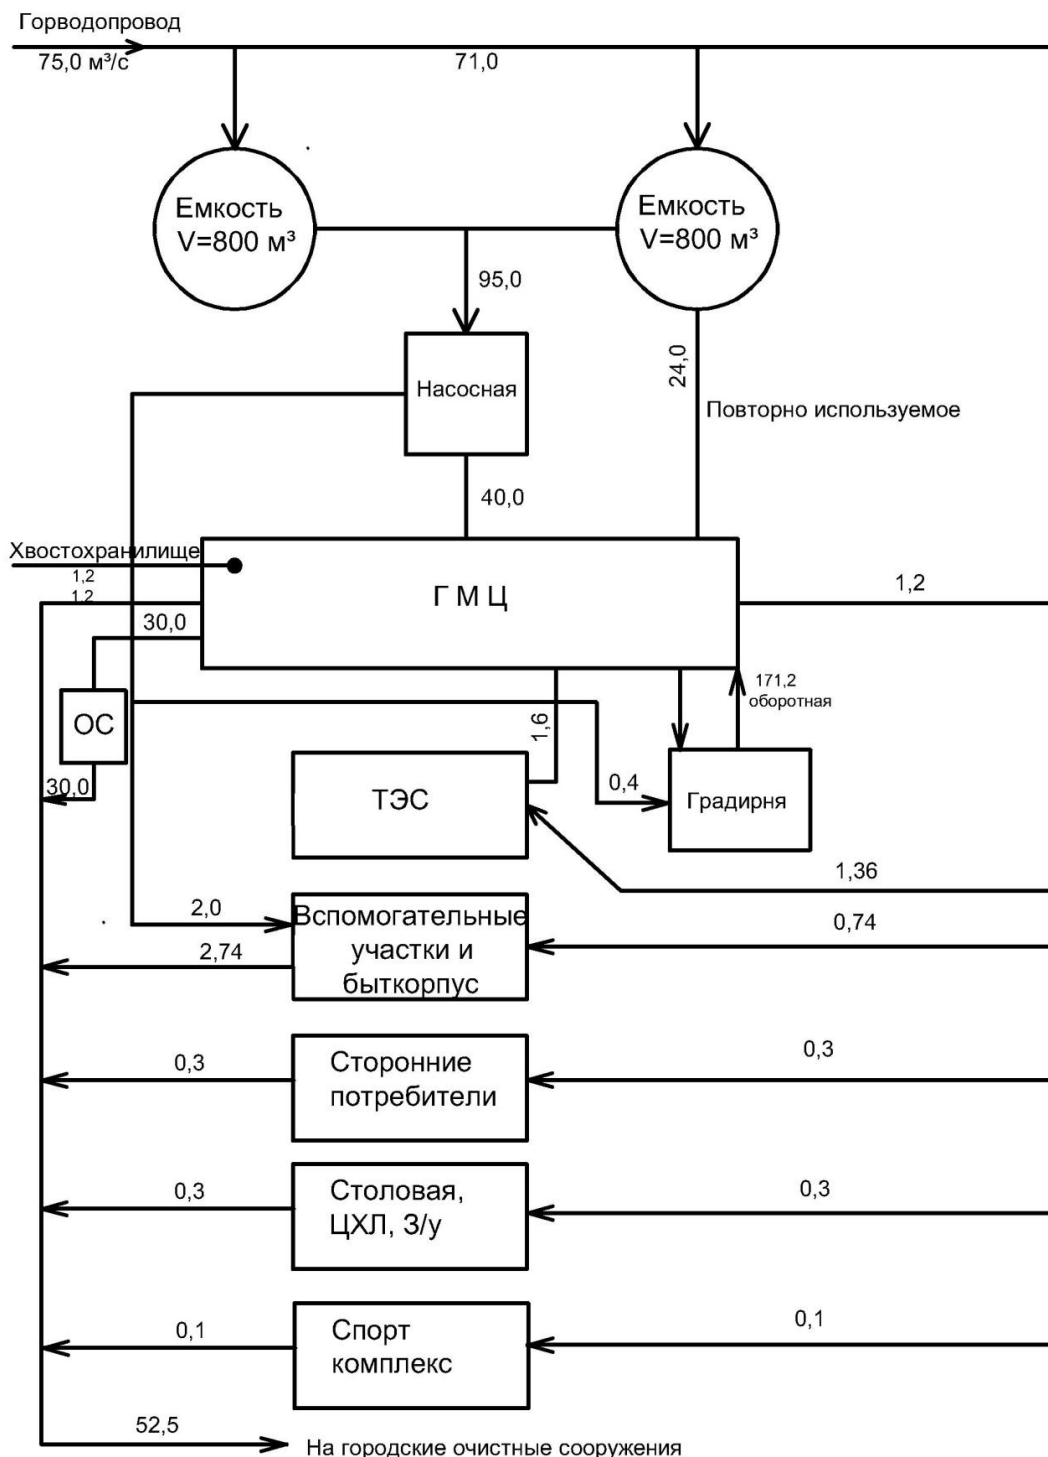 Горводопровод
75,0 м³/с
71,0
Емкость
V=800 м³
Емкость
V=800 м³
95,0
24,0
Насосная
Повторно используемое
40,0
Хвостохранилище
1,2
1,2
Г М Ц
1,2
30,0
171,2
оборотная
ОС
1,6
30,0
ТЭС
0,4
Градирня
1,36
2,0
Вспомогательные
участки и
быткорпус
0,74
2,74
0,3
Сторонние
потребители
0,3
0,3
Столовая,
ЦХЛ, З/у
0,3
0,1
Спорт
комплекс
0,1
52,5
На городские очистные сооружения